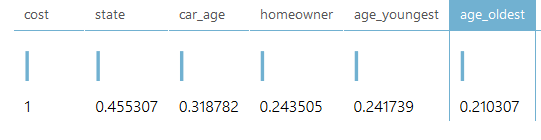 cost state car_age homeowner age_youngest age_oldest
1 0.455307 0.318782 0.243505 0.241739 0.210307